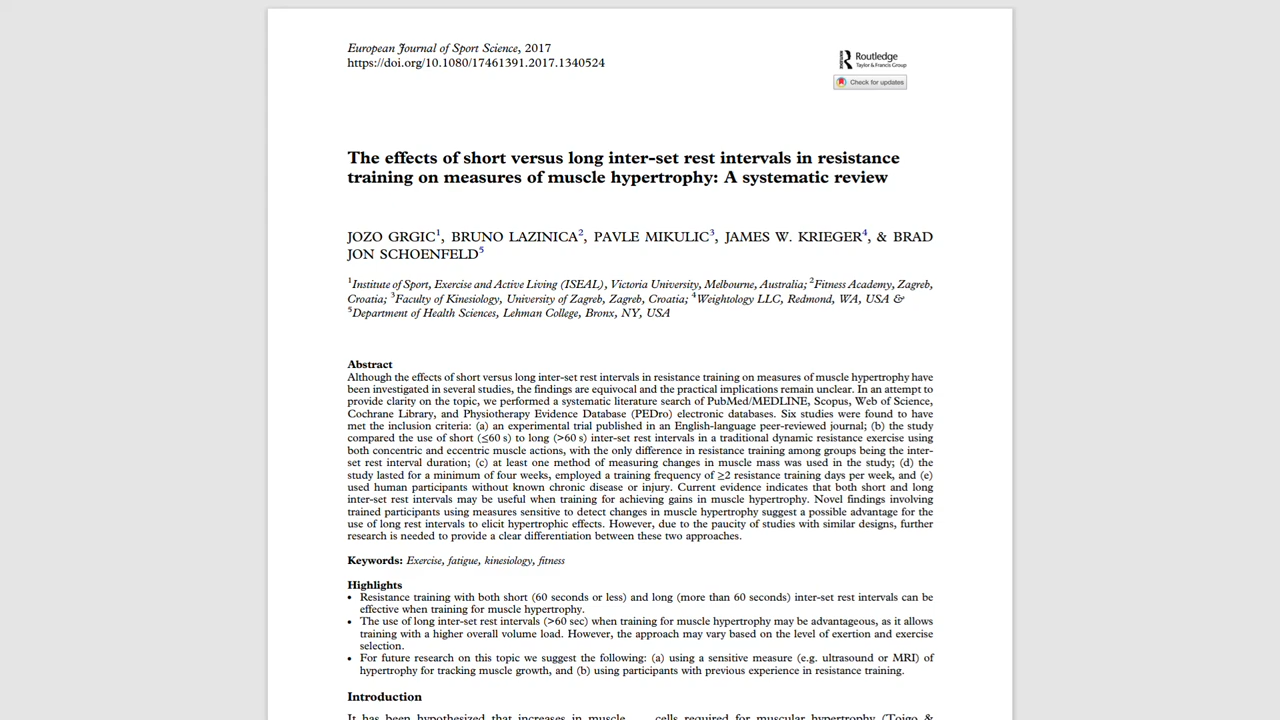 European Journal of Sport Science, 2017
https://doi.org/10.1080/17461391.2017.1340524
Routledge
Taylor & Francis Group
Check for updates
The effects of short versus long inter-set rest intervals in resistance
training on measures of muscle hypertrophy: A systematic review
JOZO GRGIC1, BRUNO LAZINICA2, PAVLE MIKULIC3, JAMES W. KRIEGER4, & BRAD
JON SCHOENFELD5
1Institute of Sport, Exercise and Active Living (ISEAL), Victoria University, Melbourne, Australia; 2Fitness Academy, Zagreb,
Croatia; 3Faculty of Kinesiology, University of Zagreb, Zagreb, Croatia; 4Weightology LLC, Redmond, WA, USA &
5Department of Health Sciences, Lehman College, Bronx, NY, USA
Abstract
Although the effects of short versus long inter-set rest intervals in resistance training on measures of muscle hypertrophy have
been investigated in several studies, the findings are equivocal and the practical implications remain unclear. In an attempt to
provide clarity on the topic, we performed a systematic literature search of PubMed/MEDLINE, Scopus, Web of Science,
Cochrane Library, and Physiotherapy Evidence Database (PEDro) electronic databases. Six studies were found to have
met the inclusion criteria: (a) an experimental trial published in an English-language peer-reviewed journal; (b) the study
compared the use of short (≤60 s) to long (>60 s) inter-set rest intervals in a traditional dynamic resistance exercise using
both concentric and eccentric muscle actions, with the only difference in resistance training among groups being the inter-
set rest interval duration; (c) at least one method of measuring changes in muscle mass was used in the study; (d) the
study lasted for a minimum of four weeks, employed a training frequency of ≥2 resistance training days per week, and (e)
used human participants without known chronic disease or injury. Current evidence indicates that both short and long
inter-set rest intervals may be useful when training for achieving gains in muscle hypertrophy. Novel findings involving
trained participants using measures sensitive to detect changes in muscle hypertrophy suggest a possible advantage for the
use of long rest intervals to elicit hypertrophic effects. However, due to the paucity of studies with similar designs, further
research is needed to provide a clear differentiation between these two approaches.
Keywords: Exercise, fatigue, kinesiology, fitness
Highlights
• Resistance training with both short (60 seconds or less) and long (more than 60 seconds) inter-set rest intervals can be
effective when training for muscle hypertrophy.
• The use of long inter-set rest intervals (>60 sec) when training for muscle hypertrophy may be advantageous, as it allows
training with a higher overall volume load. However, the approach may vary based on the level of exertion and exercise
selection.
• For future research on this topic we suggest the following: (a) using a sensitive measure (e.g. ultrasound or MRI) of
hypertrophy for tracking muscle growth, and (b) using participants with previous experience in resistance training.
Introduction
It has been hypothesized that increases in muscle
cells required for muscular hypertrophy (Toigo &